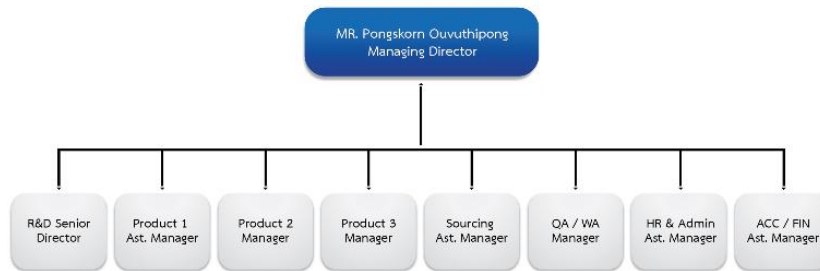 MR. Pongskorn Ouvuthipong
Managing Director
R&D Senior
Director
Product 1
Ast. Manager
Product 2
Manager
Product 3
Manager
Sourcing
Ast. Manager
QA / WA
Manager
HR & Admin
Ast. Manager
ACC / FIN
Ast. Manager